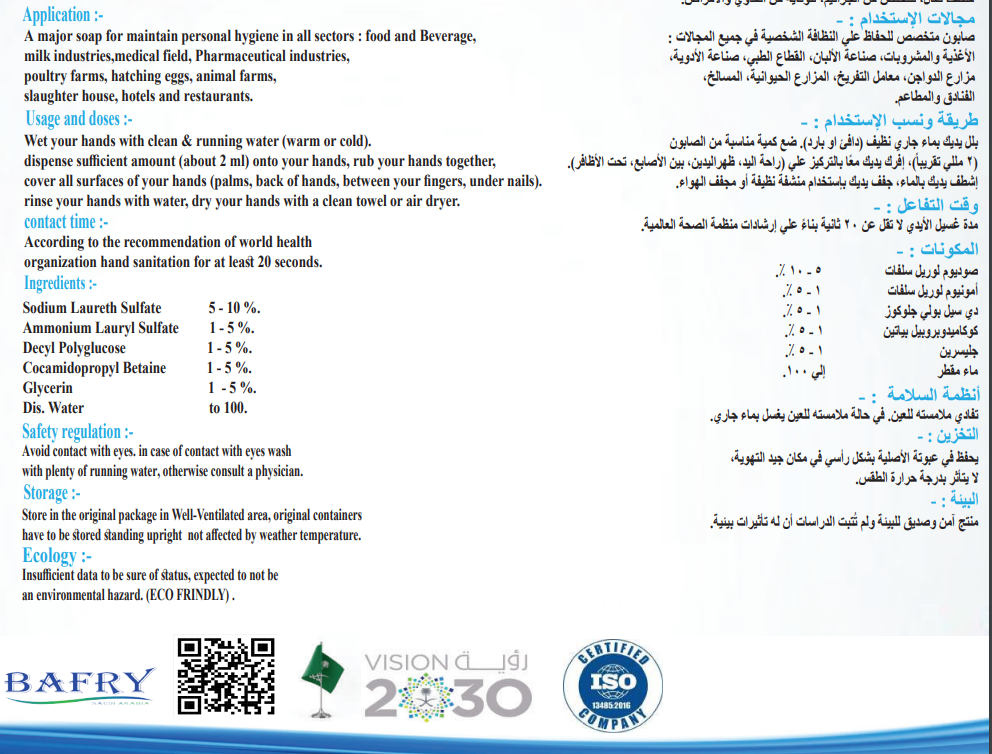 Application :-
A major soap for maintain personal hygiene in all sectors : food and Beverage,
milk industries,medical field, Pharmaceutical industries,
poultry farms, hatching eggs, animal farms,
slaughter house, hotels and restaurants.
Usage and doses :-
Wet your hands with clean & running water (warm or cold).
dispense sufficient amount (about 2 ml) onto your hands, rub your hands together,
cover all surfaces of your hands (palms, back of hands, between your fingers, under nails).
rinse your hands with water, dry your hands with a clean towel or air dryer.
contact time :-
According to the recommendation of world health
organization hand sanitation for at least 20 seconds.
Ingredients :-
Sodium Laureth Sulfate 5 - 10 %.
Ammonium Lauryl Sulfate 1 - 5 %.
Decyl Polyglucose 1 - 5 %.
Cocamidopropyl Betaine 1 - 5 %.
Glycerin 1 - 5 %.
Dis. Water to 100.
Safety regulation :-
Avoid contact with eyes. in case of contact with eyes wash
with plenty of running water, otherwise consult a physician.
Storage :-
Store in the original package in Well-Ventilated area, original containers
have to be stored standing upright not affected by weather temperature.
Ecology :-
Insufficient data to be sure of status, expected to not be
an environmental hazard. (ECO FRINDLY) .
مجالات الإستخدام : -
صابون متخصص للحفاظ علي النظافة الشخصية في جميع المجالات :
الأغذية والمشروبات، صناعة الألبان، القطاع الطبي، صناعة الأدوية،
مزارع الدواجن، معامل التفريخ، المزارع الحيوانية، المسالخ،
الفنادق والمطاعم.
طريقة ونسب الإستخدام : -
بلل يديك بماء جاري نظيف (دافئ او بارد). ضع كمية مناسبة من الصابون
(٢ مللي تقريباً)، إفرك يديك معًا بالتركيز علي (راحة اليد، ظهراليدين، بين الأصابع، تحت الأظافر).
إشطف يديك بالماء، جفف يديك بإستخدام منشفة نظيفة أو مجفف الهواء.
وقت التفاعل : -
مدة غسيل الأيدي لا تقل عن ٢٠ ثانية بناءً علي إرشادات منظمة الصحة العالمية.
المكونات : -
صوديوم لوريل سلفات ٥ - ١٠ ٪.
أمونيوم لوريل سلفات ١ - ٥ ٪.
دي سيل بولي جلوكوز ١ - ٥ ٪.
كوكاميدوبروبيل بياتين ١ - ٥ ٪.
جليسرين ١ - ٥ ٪.
ماء مقطر إلي ١٠٠.
أنظمة السلامة : -
تفادي ملامسته للعين. في حالة ملامسته للعين يغسل بماء جاري.
التخزين : -
يحفظ في عبوتة الأصلية بشكل رأسي في مكان جيد التهوية،
لا يتأثر بدرجة حرارة الطقس.
البيئة : -
منتج آمن وصديق للبيئة ولم تُثبت الدراسات أن له تأثيرات بيئية.
BAFRY
SAUDI ARABIA
VISION رؤيــة
2030
CERTIFIED
ISO
13485:2016
COMPANY